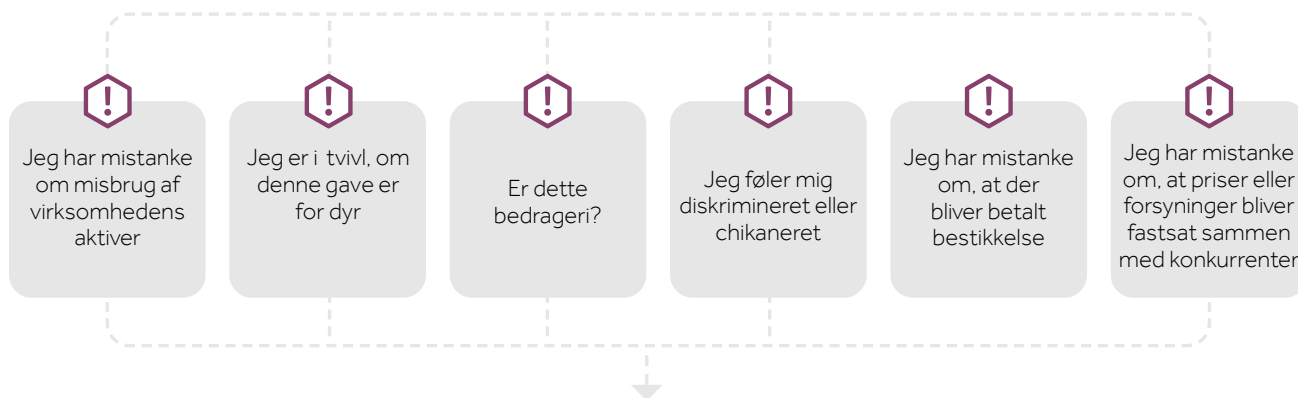 Jeg har mistanke
om misbrug af
virksomhedens
aktiver
Jeg er i tvivl, om
denne gave er
for dyr
Er dette
bedrageri?
Jeg føler mig
diskrimineret eller
chikaneret
Jeg har mistanke
om, at der
bliver betalt
bestikkelse
Jeg har mistanke
om, at priser eller
forsyninger bliver
fastsat sammen
med konkurrenter